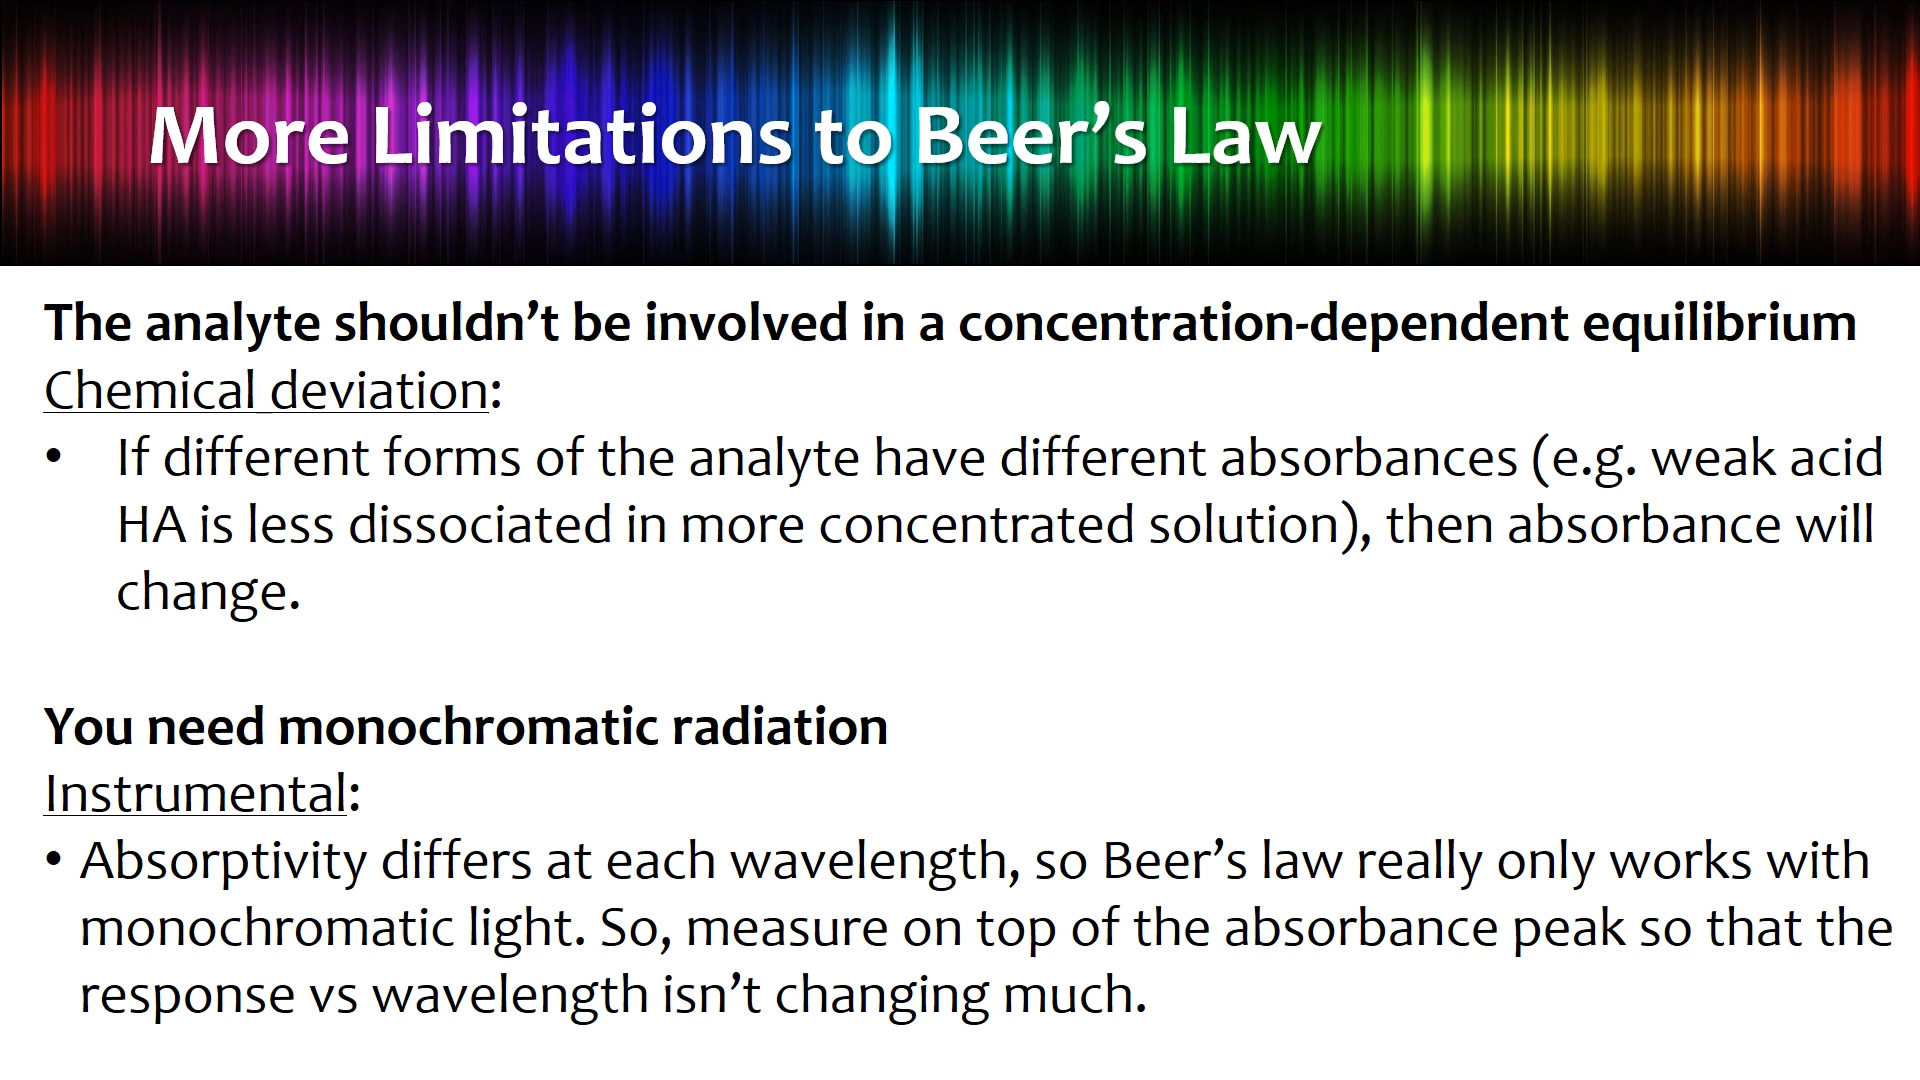 More Limitations to Beer’s Law
The analyte shouldn’t be involved in a concentration-dependent equilibrium
Chemical deviation:
• If different forms of the analyte have different absorbances (e.g. weak acid
HA is less dissociated in more concentrated solution), then absorbance will
change.
You need monochromatic radiation
Instrumental:
• Absorptivity differs at each wavelength, so Beer’s law really only works with
monochromatic light. So, measure on top of the absorbance peak so that the
response vs wavelength isn’t changing much.